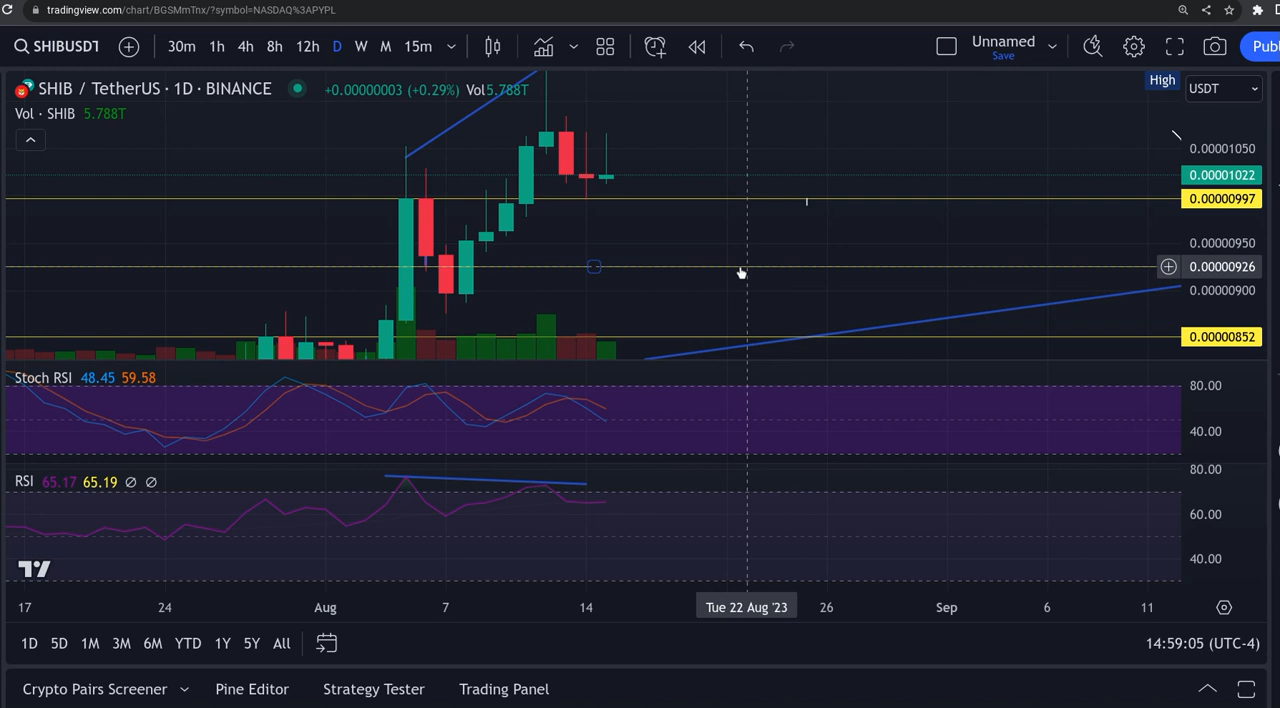 tradingview.com/chart/BGSMmTnx/?symbol=NASDAQ%3APYPL
SHIBUSDT 30m 1h 4h 8h 12h D W M 15m Unnamed Save Publ
SHIB / TetherUS · 1D · BINANCE +0.00000003 (+0.29%) Vol5.788T High USDT
Vol · SHIB 5.788T
0.00001050
0.00001022
0.00000997
0.00000950
0.00000926
0.00000900
0.00000852
Stoch RSI 48.45 59.58 80.00
40.00
RSI 65.17 65.19 ∅ ∅ 80.00
60.00
40.00
17 24 Aug 7 14 Tue 22 Aug '23 26 Sep 6 11
1D 5D 1M 3M 6M YTD 1Y 5Y All 14:59:05 (UTC-4)
Crypto Pairs Screener Pine Editor Strategy Tester Trading Panel